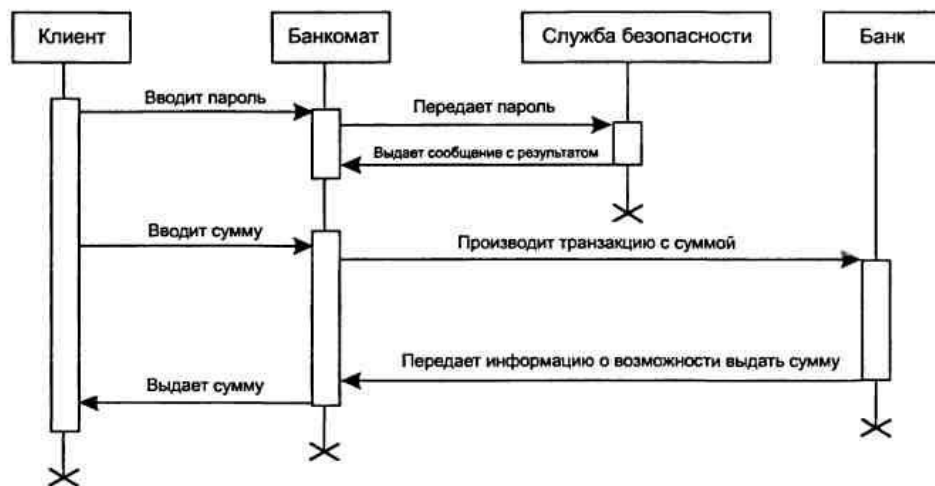 Клиент
Банкомат
Служба безопасности
Банк
Вводит пароль
Передает пароль
Выдает сообщение с результатом
Вводит сумму
Производит транзакцию с суммой
Передает информацию о возможности выдать сумму
Выдает сумму